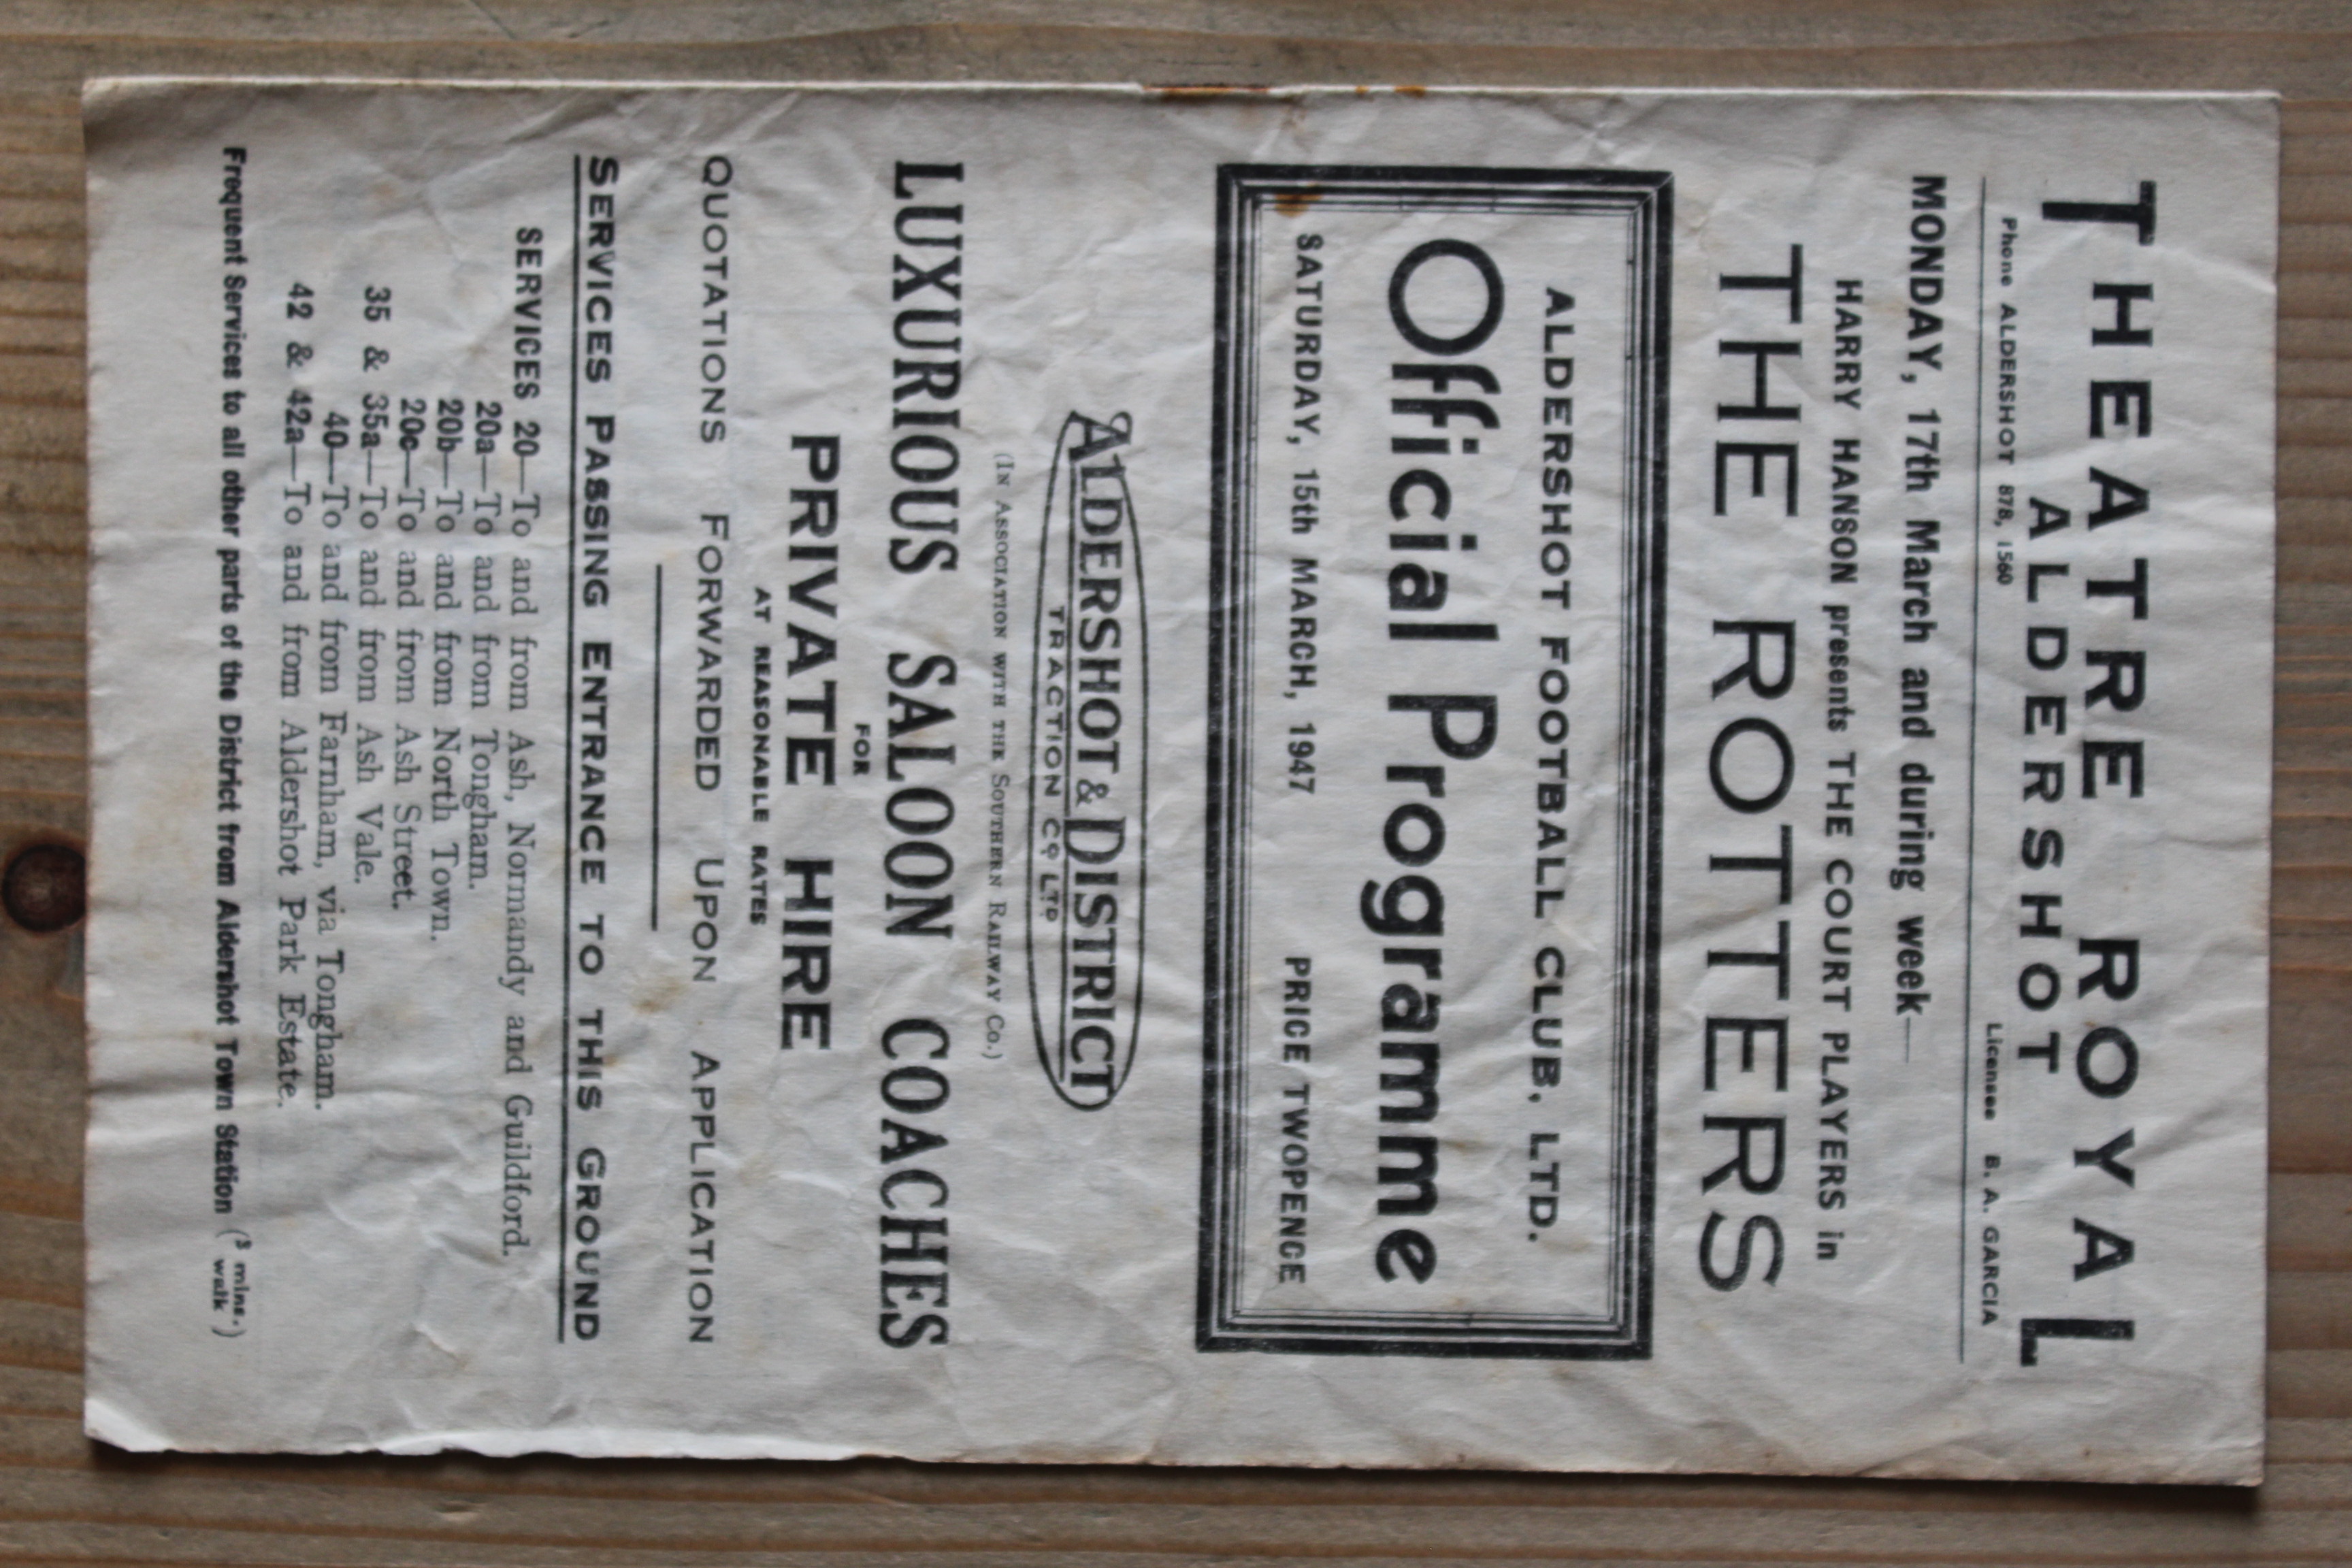 THEATRE ROYAL
ALDERSHOT
Phone ALDERSHOT 878, 1560 Licensee B. A. GARCIA
MONDAY, 17th March and during week—
HARRY HANSON presents THE COURT PLAYERS in
THE ROTTERS
ALDERSHOT FOOTBALL CLUB, LTD.
Official Programme
SATURDAY, 15th MARCH, 1947 PRICE TWOPENCE
ALDERSHOT & DISTRICT
TRACTION CO LTD
(IN ASSOCIATION WITH THE SOUTHERN RAILWAY CO.)
LUXURIOUS SALOON COACHES
FOR
PRIVATE HIRE
AT REASONABLE RATES
QUOTATIONS FORWARDED UPON APPLICATION
SERVICES PASSING ENTRANCE TO THIS GROUND
SERVICES 20—To and from Ash, Normandy and Guildford.
20a—To and from Tongham.
20b—To and from North Town.
20c—To and from Ash Street.
35 & 35a—To and from Ash Vale.
40—To and from Farnham, via Tongham.
42 & 42a—To and from Aldershot Park Estate.
Frequent Services to all other parts of the District from Aldershot Town Station (3 mins. walk)